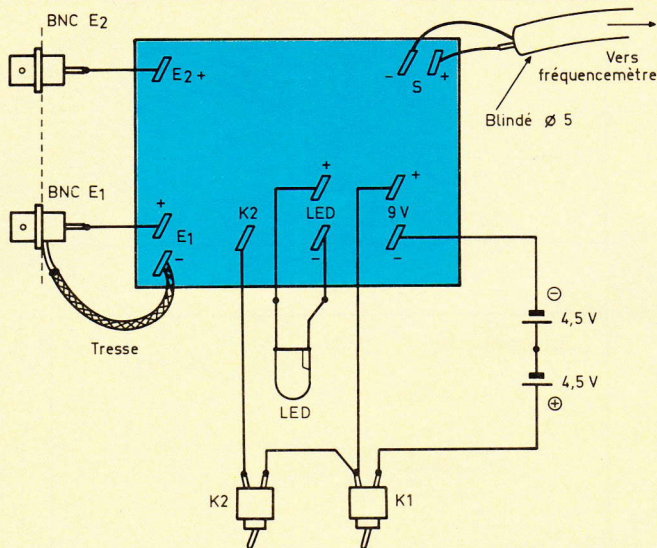 BNC E2
E2 +
- S +
Vers
fréquencemètre
Blindé ø 5
BNC E1
+
E1
-
Tresse
K2
+
LED
-
+
9 V
-
LED
⊖
4,5 V
4,5 V
⊕
K2
K1